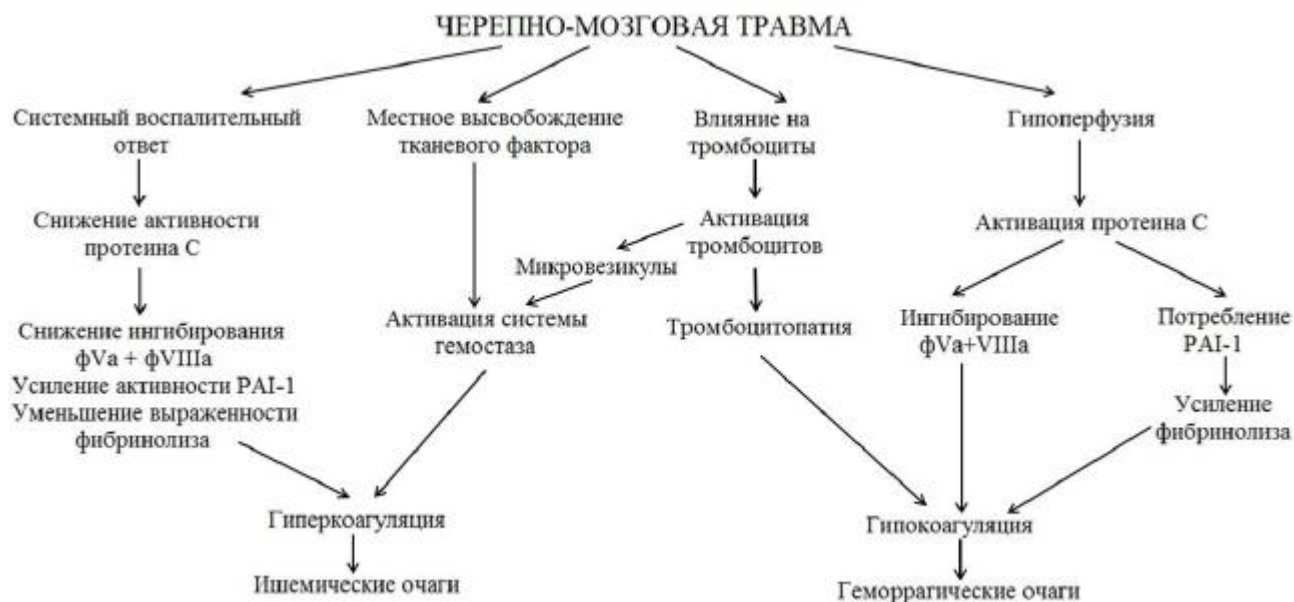 ЧЕРЕПНО-МОЗГОВАЯ ТРАВМА
Системный воспалительный
ответ
Местное высвобождение
тканевого фактора
Влияние на
тромбоциты
Гипоперфузия
Снижение активности
протеина С
Активация
тромбоцитов
Активация протеина С
Микровезикулы
Снижение ингибирования
фVa + фVIIIa
Усиление активности PAI-1
Уменьшение выраженности
фибринолиза
Активация системы
гемостаза
Тромбоцитопатия
Ингибирование
фVa+VIIIa
Потребление
PAI-1
Усиление
фибринолиза
Гиперкоагуляция
Гипокоагуляция
Ишемические очаги
Геморрагические очаги